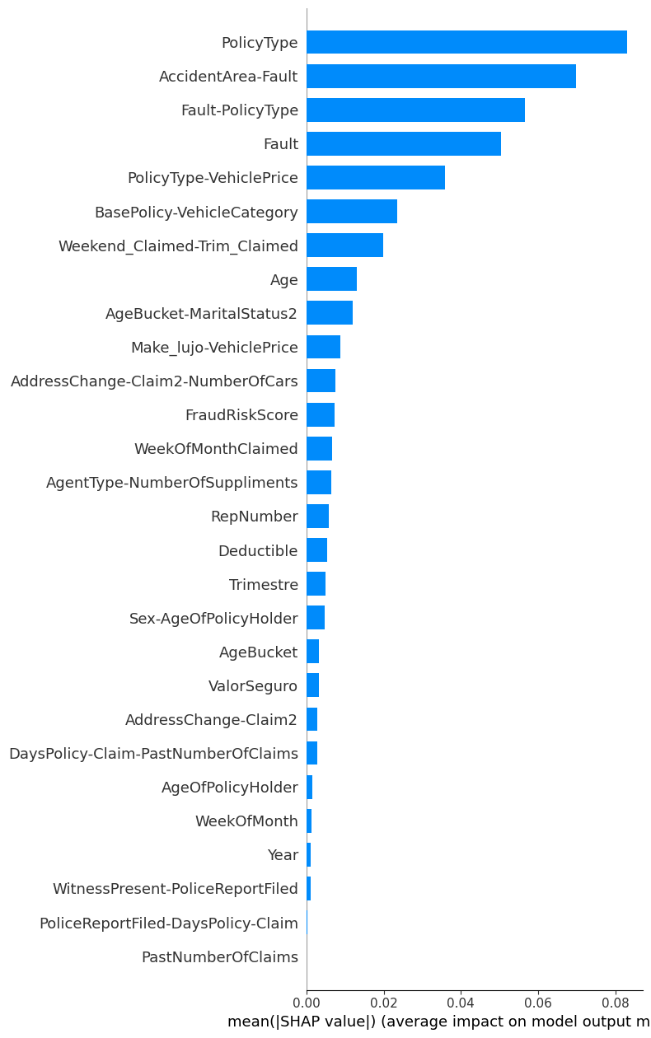 PolicyType
AccidentArea-Fault
Fault-PolicyType
Fault
PolicyType-VehiclePrice
BasePolicy-VehicleCategory
Weekend_Claimed-Trim_Claimed
Age
AgeBucket-MaritalStatus2
Make_lujo-VehiclePrice
AddressChange-Claim2-NumberOfCars
FraudRiskScore
WeekOfMonthClaimed
AgentType-NumberOfSuppliments
RepNumber
Deductible
Trimestre
Sex-AgeOfPolicyHolder
AgeBucket
ValorSeguro
AddressChange-Claim2
DaysPolicy-Claim-PastNumberOfClaims
AgeOfPolicyHolder
WeekOfMonth
Year
WitnessPresent-PoliceReportFiled
PoliceReportFiled-DaysPolicy-Claim
PastNumberOfClaims
0.00 0.02 0.04 0.06 0.08
mean(|SHAP value|) (average impact on model output m